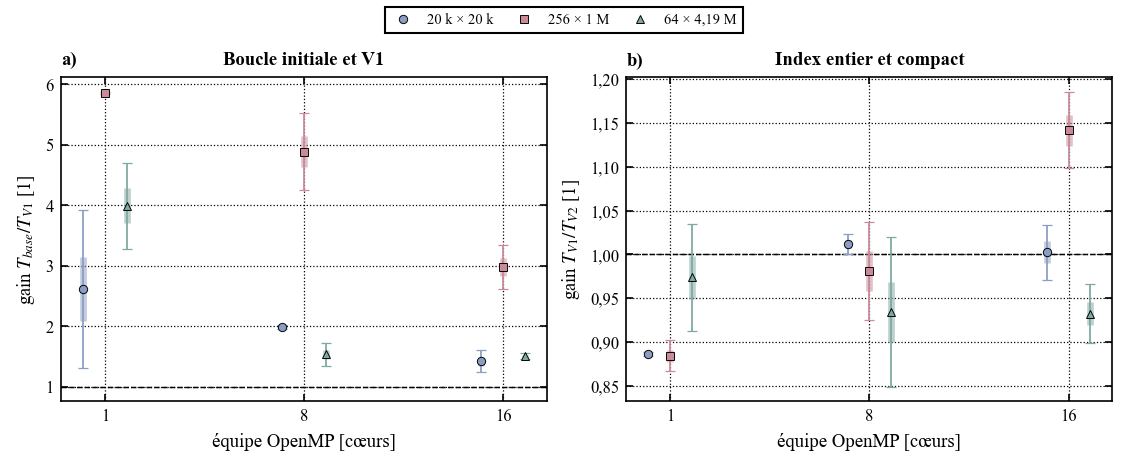 20 k × 20 k 256 × 1 M 64 × 4,19 M
a) Boucle initiale et V1
6
5
4
3
2
1
gain T_base/T_V1 [1]
1 8 16
équipe OpenMP [cœurs]
b) Index entier et compact
1,20
1,15
1,10
1,05
1,00
0,95
0,90
0,85
gain T_V1/T_V2 [1]
1 8 16
équipe OpenMP [cœurs]